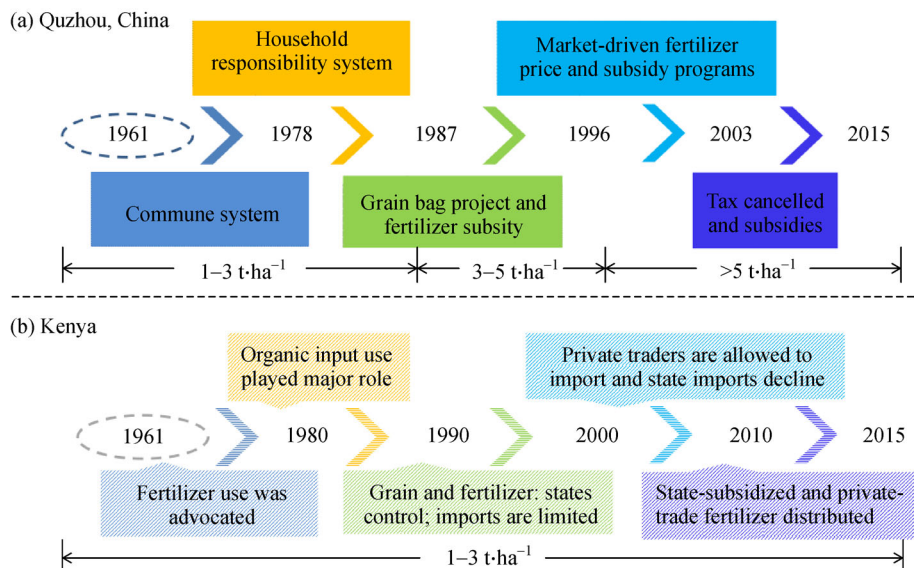 (a) Quzhou, China
Household
responsibility system
Market-driven fertilizer
price and subsidy programs
1961
1978
1987
1996
2003
2015
Commune system
Grain bag project and
fertilizer subsity
Tax cancelled
and subsidies
1–3 t·ha⁻¹
3–5 t·ha⁻¹
>5 t·ha⁻¹
(b) Kenya
Organic input use
played major role
Private traders are allowed to
import and state imports decline
1961
1980
1990
2000
2010
2015
Fertilizer use was
advocated
Grain and fertilizer: states
control; imports are limited
State-subsidized and private-
trade fertilizer distributed
1–3 t·ha⁻¹